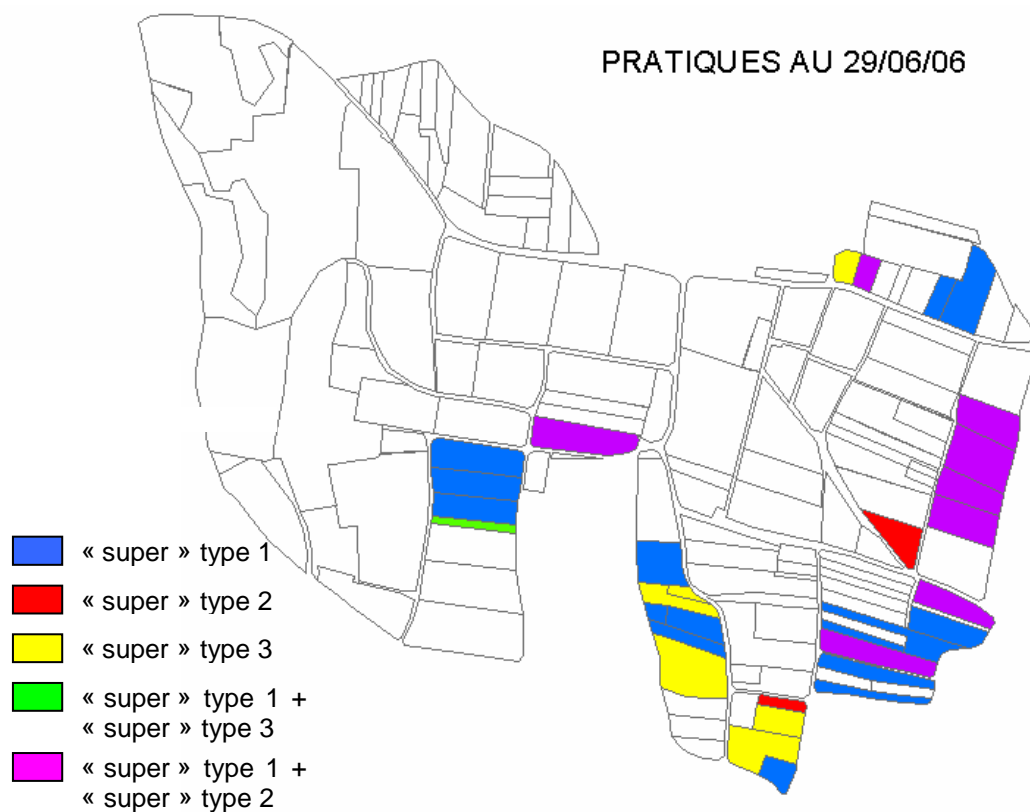 PRATIQUES AU 29/06/06
« super » type 1
« super » type 2
« super » type 3
« super » type 1 +
« super » type 3
« super » type 1 +
« super » type 2